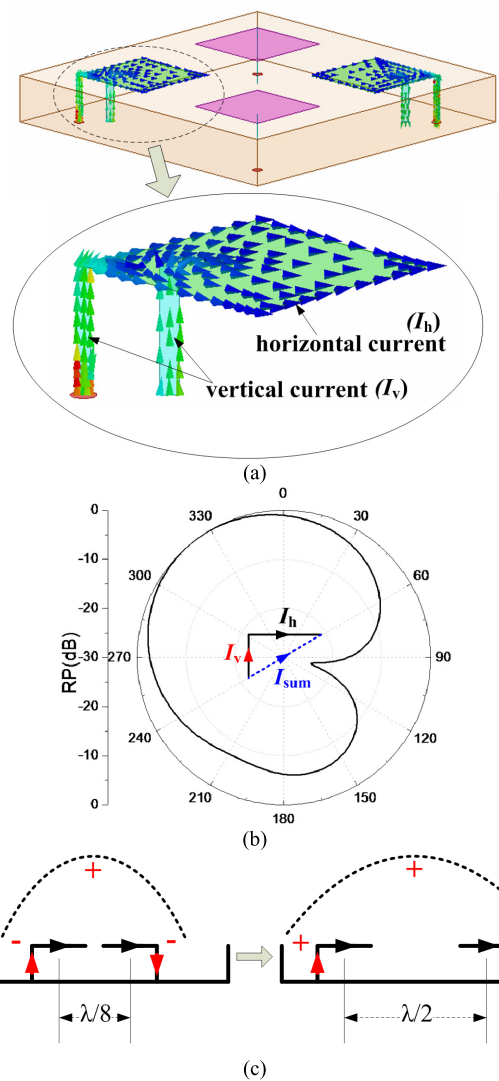 (Ih)
horizontal current
vertical current (Iv)
(a)
0
330
30
300
60
270
90
240
120
210
150
180
0
-10
-20
-30
-20
-10
0
RP(dB)
Ih
Iv
Isum
(b)
+
+
-
-
+
λ/8
λ/2
(c)